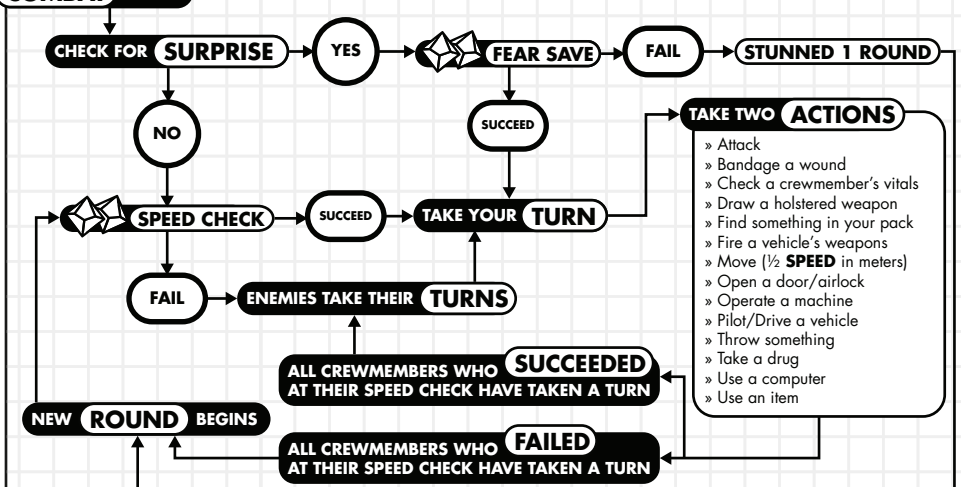 CHECK FOR SURPRISE
YES
FEAR SAVE
FAIL
STUNNED 1 ROUND
NO
SUCCEED
TAKE TWO ACTIONS
» Attack
» Bandage a wound
» Check a crewmember's vitals
» Draw a holstered weapon
» Find something in your pack
» Fire a vehicle's weapons
» Move (½ SPEED in meters)
» Open a door/airlock
» Operate a machine
» Pilot/Drive a vehicle
» Throw something
» Take a drug
» Use a computer
» Use an item
SPEED CHECK
SUCCEED
TAKE YOUR TURN
FAIL
ENEMIES TAKE THEIR TURNS
ALL CREWMEMBERS WHO SUCCEEDED
AT THEIR SPEED CHECK HAVE TAKEN A TURN
NEW ROUND BEGINS
ALL CREWMEMBERS WHO FAILED
AT THEIR SPEED CHECK HAVE TAKEN A TURN